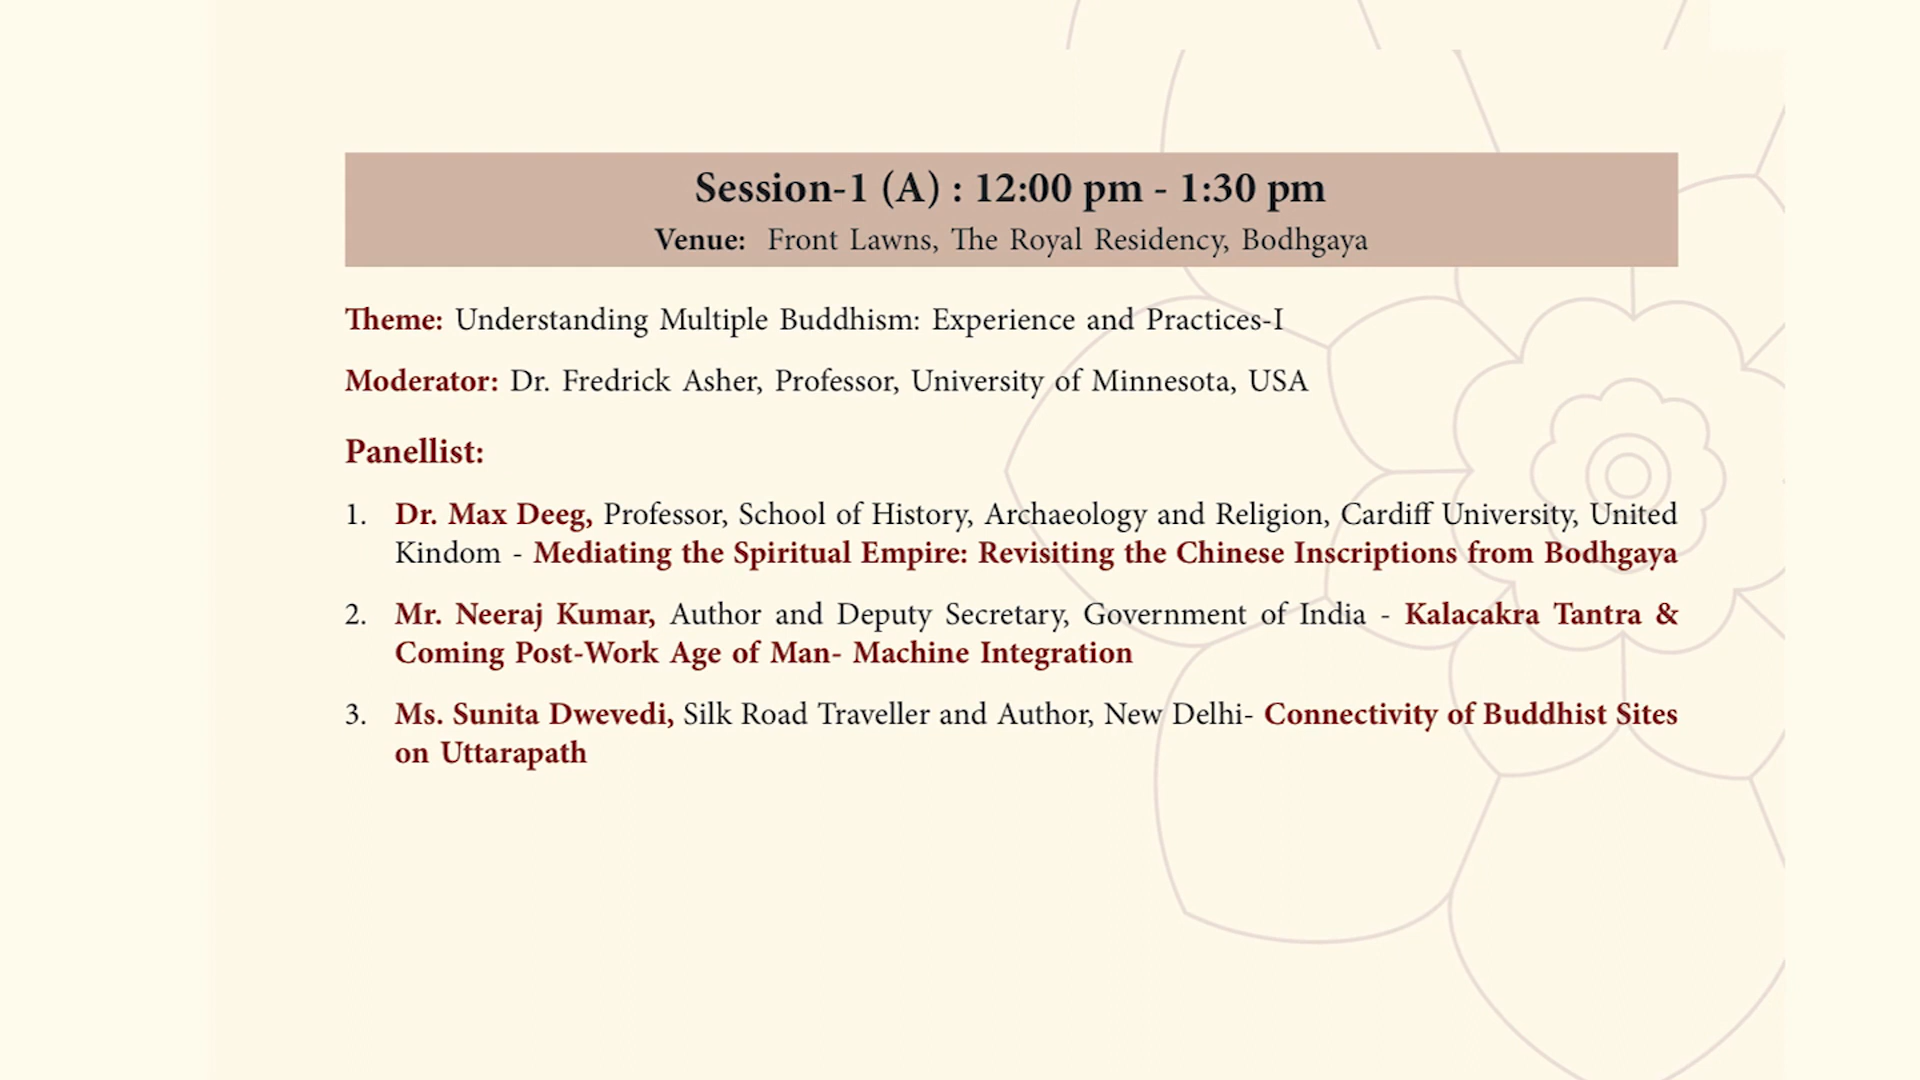 Session-1 (A) : 12:00 pm - 1:30 pm
Venue: Front Lawns, The Royal Residency, Bodhgaya
Theme: Understanding Multiple Buddhism: Experience and Practices-I
Moderator: Dr. Fredrick Asher, Professor, University of Minnesota, USA
Panellist:
1. Dr. Max Deeg, Professor, School of History, Archaeology and Religion, Cardiff University, United
Kindom - Mediating the Spiritual Empire: Revisiting the Chinese Inscriptions from Bodhgaya
2. Mr. Neeraj Kumar, Author and Deputy Secretary, Government of India - Kalacakra Tantra &
Coming Post-Work Age of Man- Machine Integration
3. Ms. Sunita Dwevedi, Silk Road Traveller and Author, New Delhi- Connectivity of Buddhist Sites
on Uttarapath